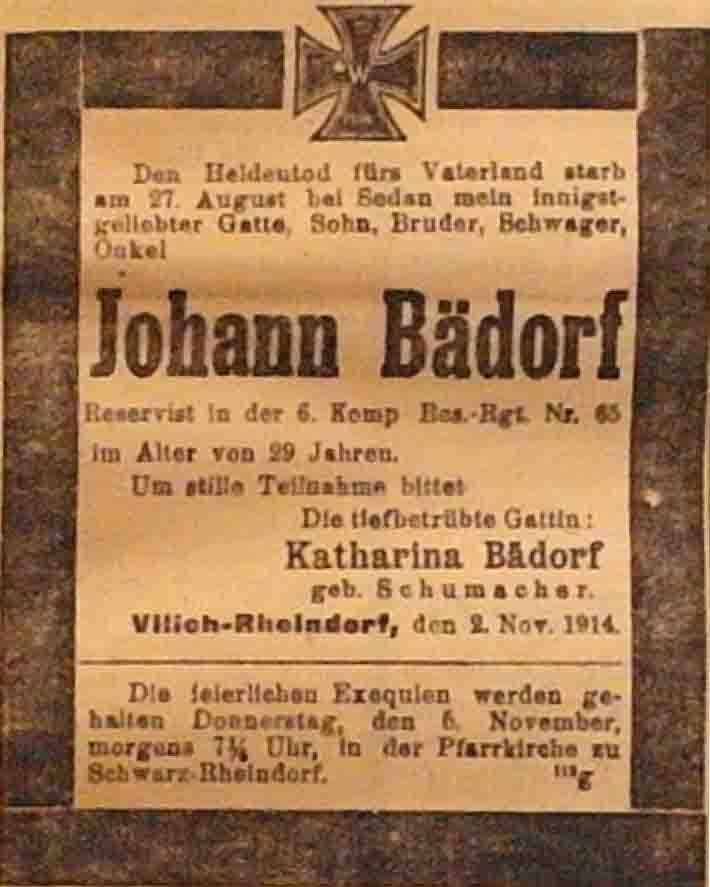 W
Den Heldentod fürs Vaterland starb
am 27. August bei Sedan mein innigst-
geliebter Gatte, Sohn, Bruder, Schwager,
Onkel
Johann Bädorf
Reservist in der 6. Komp Res.-Rgt. Nr. 65
im Alter von 29 Jahren.
Um stille Teilnahme bittet
Die tiefbetrübte Gattin:
Katharina Bädorf
geb. Schumacher.
Vilich-Rheindorf, den 2. Nov. 1914.
Die feierlichen Exequien werden ge-
halten Donnerstag, den 6. November,
morgens Uhr, in der Pfarrkirche zu
Schwarz-Rheindorf.